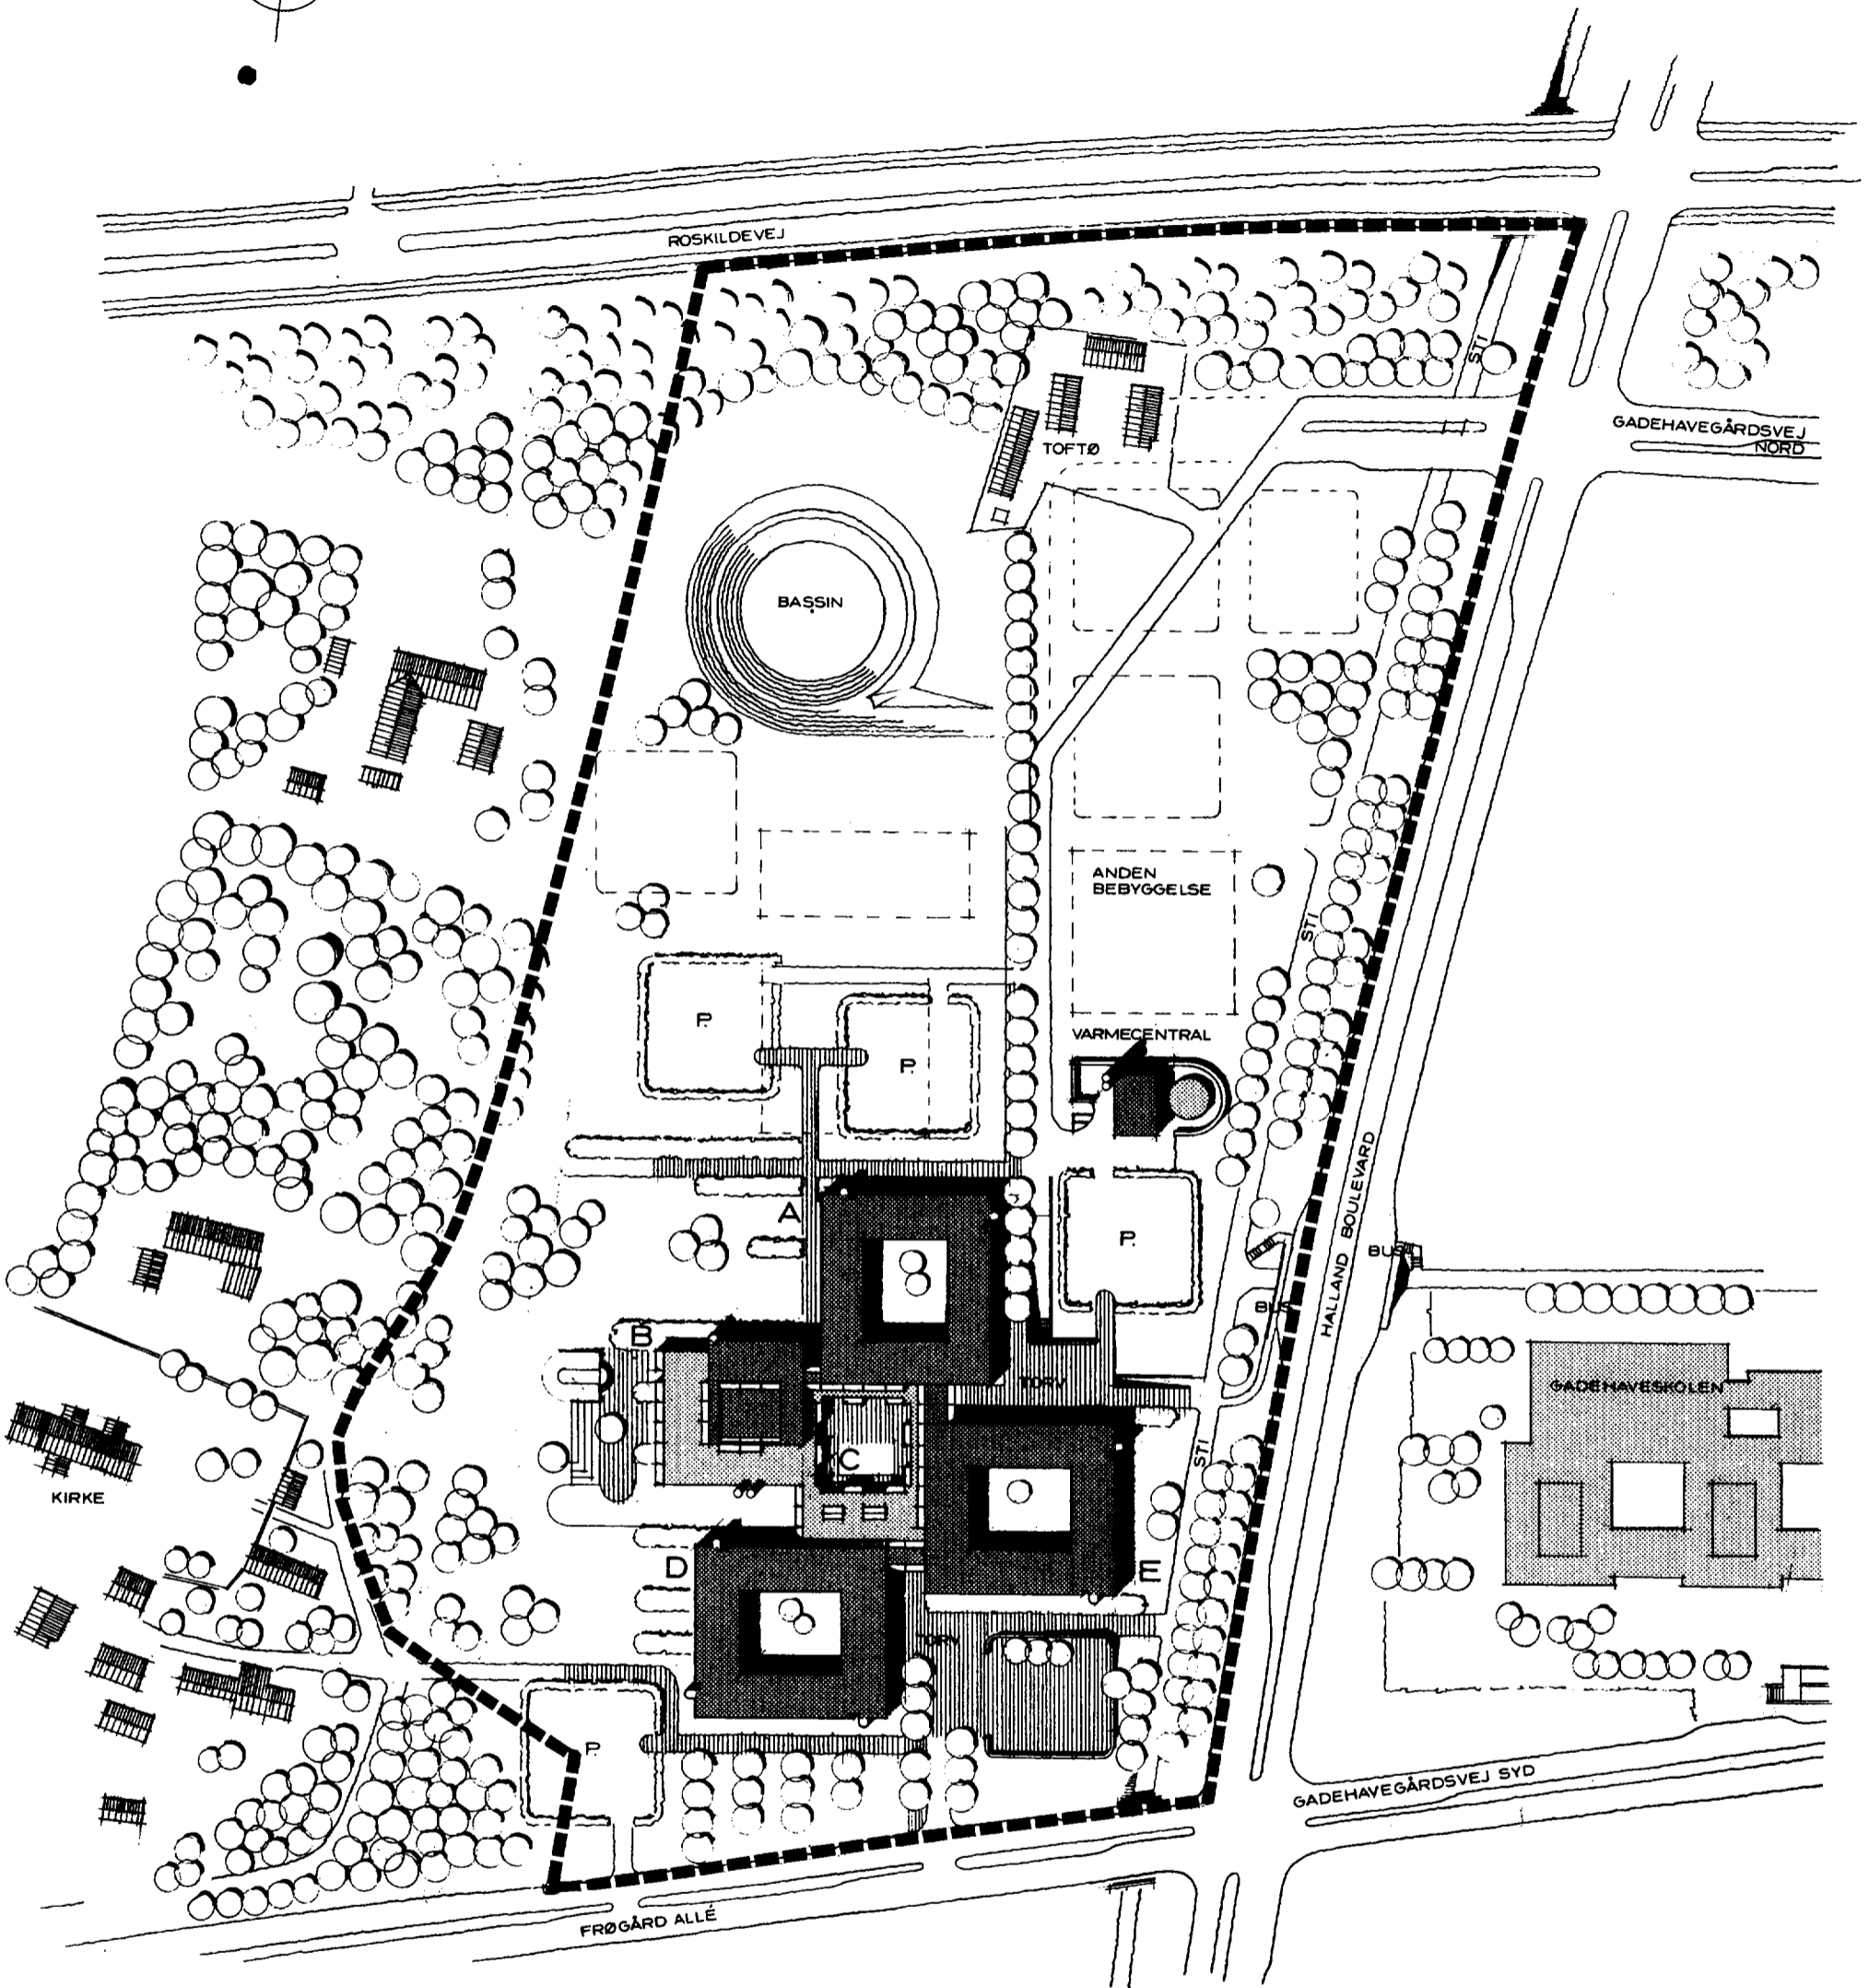 ROSKILDEVEJ
STI
GADEHAVEGÅRDSVEJ
NORD
TOFTØ
BASSIN
ANDEN
BEBYGGELSE
STI
P.
VARMECENTRAL
P.
HALLAND BOULEVARD
A
P.
BUS
BUS
B
TORV
GADEHAVESKOLEN
C
STI
KIRKE
D
E
TORV
P.
GADEHAVEGÅRDSVEJ SYD
FRØGÅRD ALLÉ